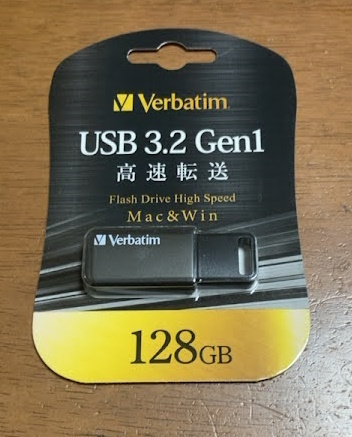 Verbatim
USB 3.2 Gen1
高速転送
Flash Drive High Speed
Mac&Win
Verbatim
128GB